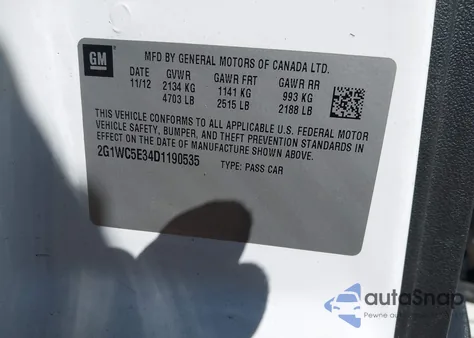 GM
MFD BY GENERAL MOTORS OF CANADA LTD.
DATE GVWR GAWR FRT GAWR RR
11/12 2134 KG 1141 KG 993 KG
4703 LB 2515 LB 2188 LB
THIS VEHICLE CONFORMS TO ALL APPLICABLE U.S. FEDERAL MOTOR
VEHICLE SAFETY, BUMPER, AND THEFT PREVENTION STANDARDS IN
EFFECT ON THE DATE OF MANUFACTURE SHOWN ABOVE.
2G1WC5E34D1190535 TYPE: PASS CAR
autoSnap
Pewne auto